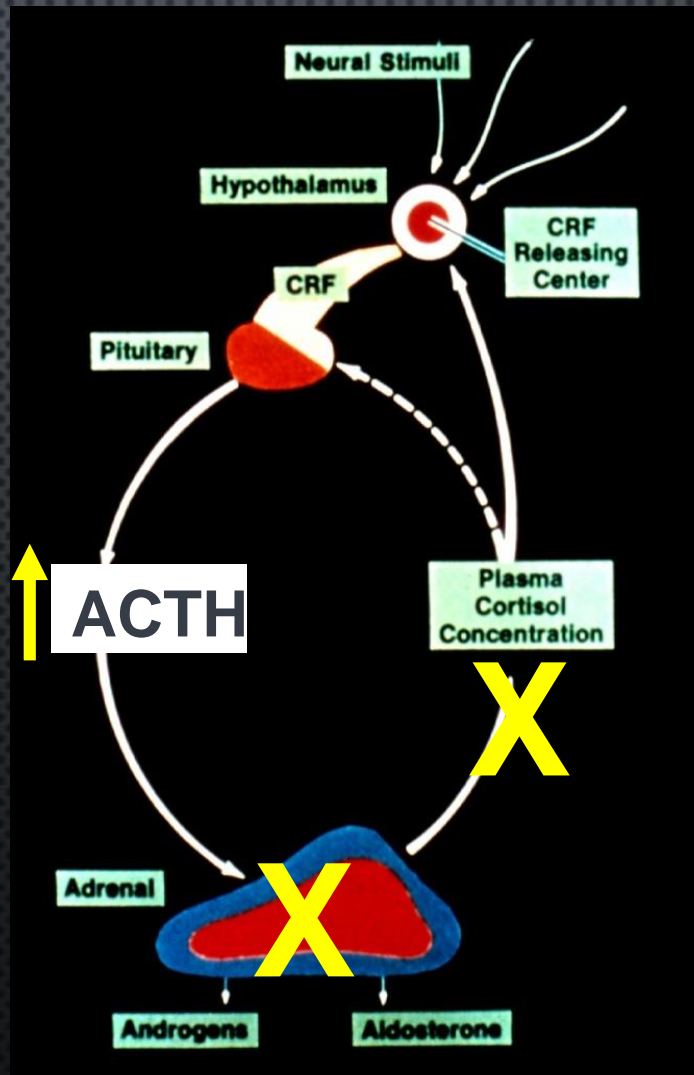 Neural Stimuli
Hypothalamus
CRF
Releasing
Center
CRF
Pituitary
ACTH
Plasma
Cortisol
Concentration
X
Adrenal
X
Androgens
Aldosterone